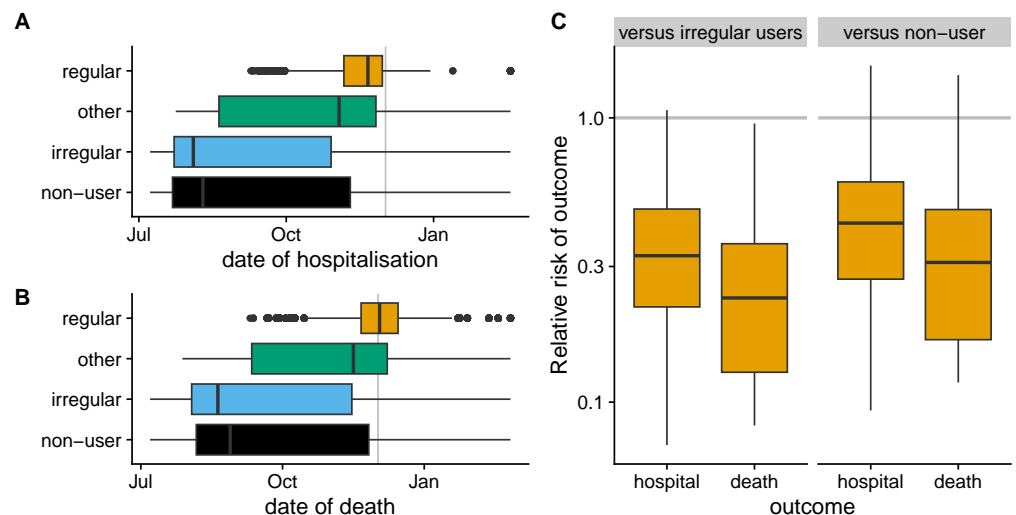 A
regular
other
irregular
non−user
Jul Oct Jan
date of hospitalisation
B
regular
other
irregular
non−user
Jul Oct Jan
date of death
C
versus irregular users versus non−user
Relative risk of outcome
1.0
0.3
0.1
hospital death hospital death
outcome